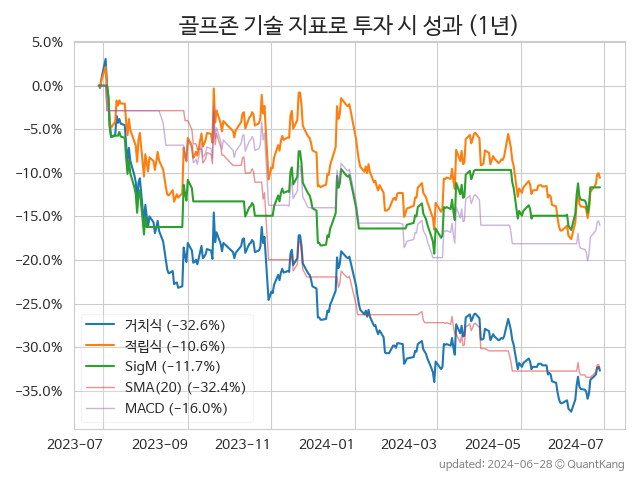 골프존 기술 지표로 투자 시 성과 (1년)
5.0%
0.0%
−5.0%
−10.0%
−15.0%
−20.0%
−25.0%
−30.0%
−35.0%
거치식 (−32.6%)
적립식 (−10.6%)
SigM (−11.7%)
SMA(20) (−32.4%)
MACD (−16.0%)
2023-07 2023-09 2023-11 2024-01 2024-03 2024-05 2024-07
updated: 2024-06-28 ⓒ QuantKang